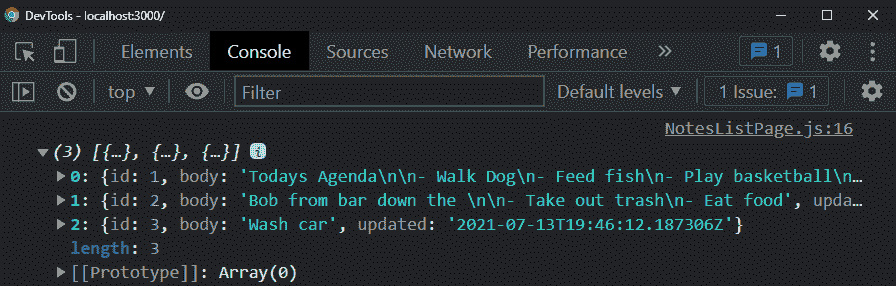 DevTools - localhost:3000/
Elements Console Sources Network Performance » 1
top ▼ Filter Default levels ▼ 1 Issue: 1
NotesListPage.js:16
▼ (3) [{…}, {…}, {…}] i
▶ 0: {id: 1, body: 'Todays Agenda\n\n- Walk Dog\n- Feed fish\n- Play basketball\n…
▶ 1: {id: 2, body: 'Bob from bar down the \n\n- Take out trash\n- Eat food', upda…
▶ 2: {id: 3, body: 'Wash car', updated: '2021-07-13T19:46:12.187306Z'}
length: 3
▶ [[Prototype]]: Array(0)